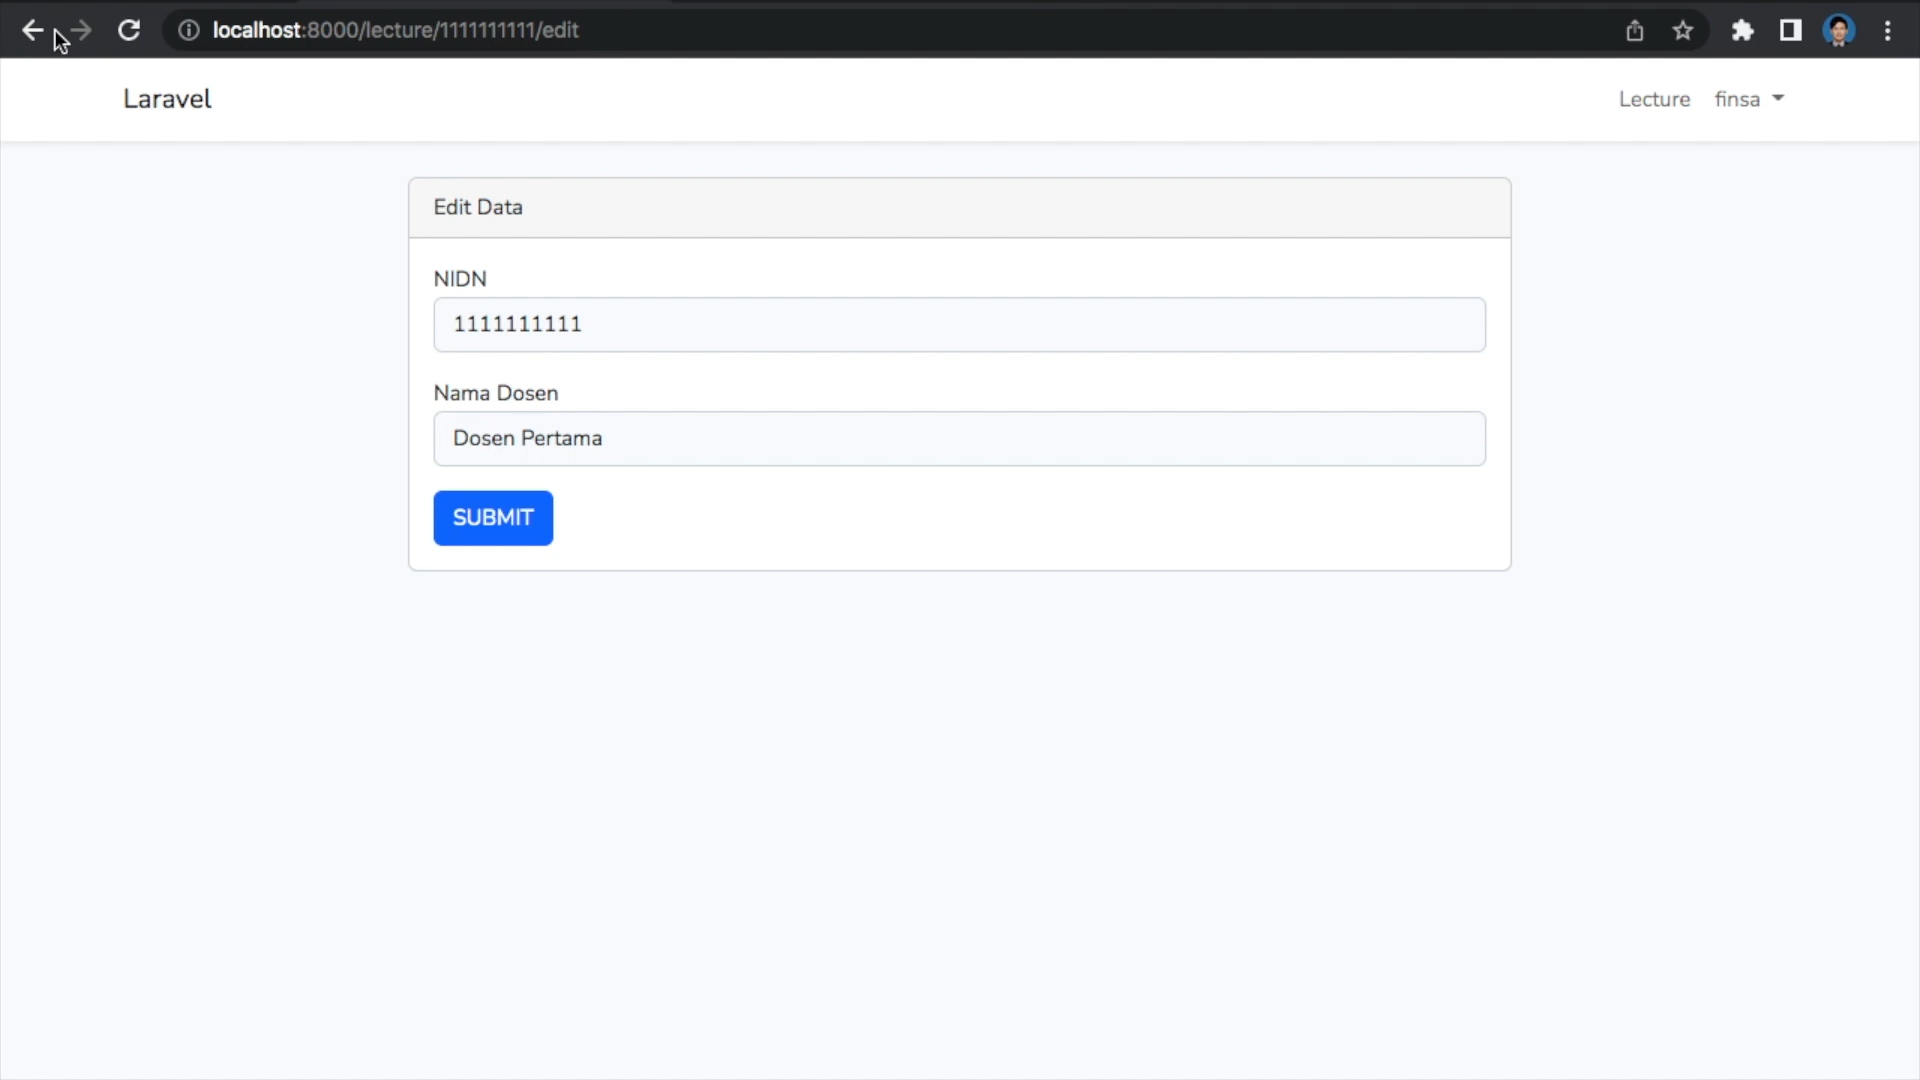 localhost:8000/lecture/1111111111/edit
Laravel
Lecture
finsa
Edit Data
NIDN
1111111111
Nama Dosen
Dosen Pertama
SUBMIT